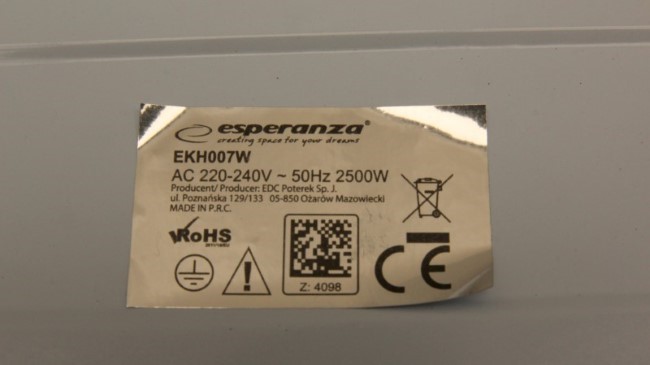 esperanza®
creating space for your dreams
EKH007W
AC 220-240V ~ 50Hz 2500W
Producent/ Producer: EDC Poterek Sp. J.
ul. Poznańska 129/133 05-850 Ożarów Mazowiecki
MADE IN P.R.C.
RoHS
CE
Z: 4098